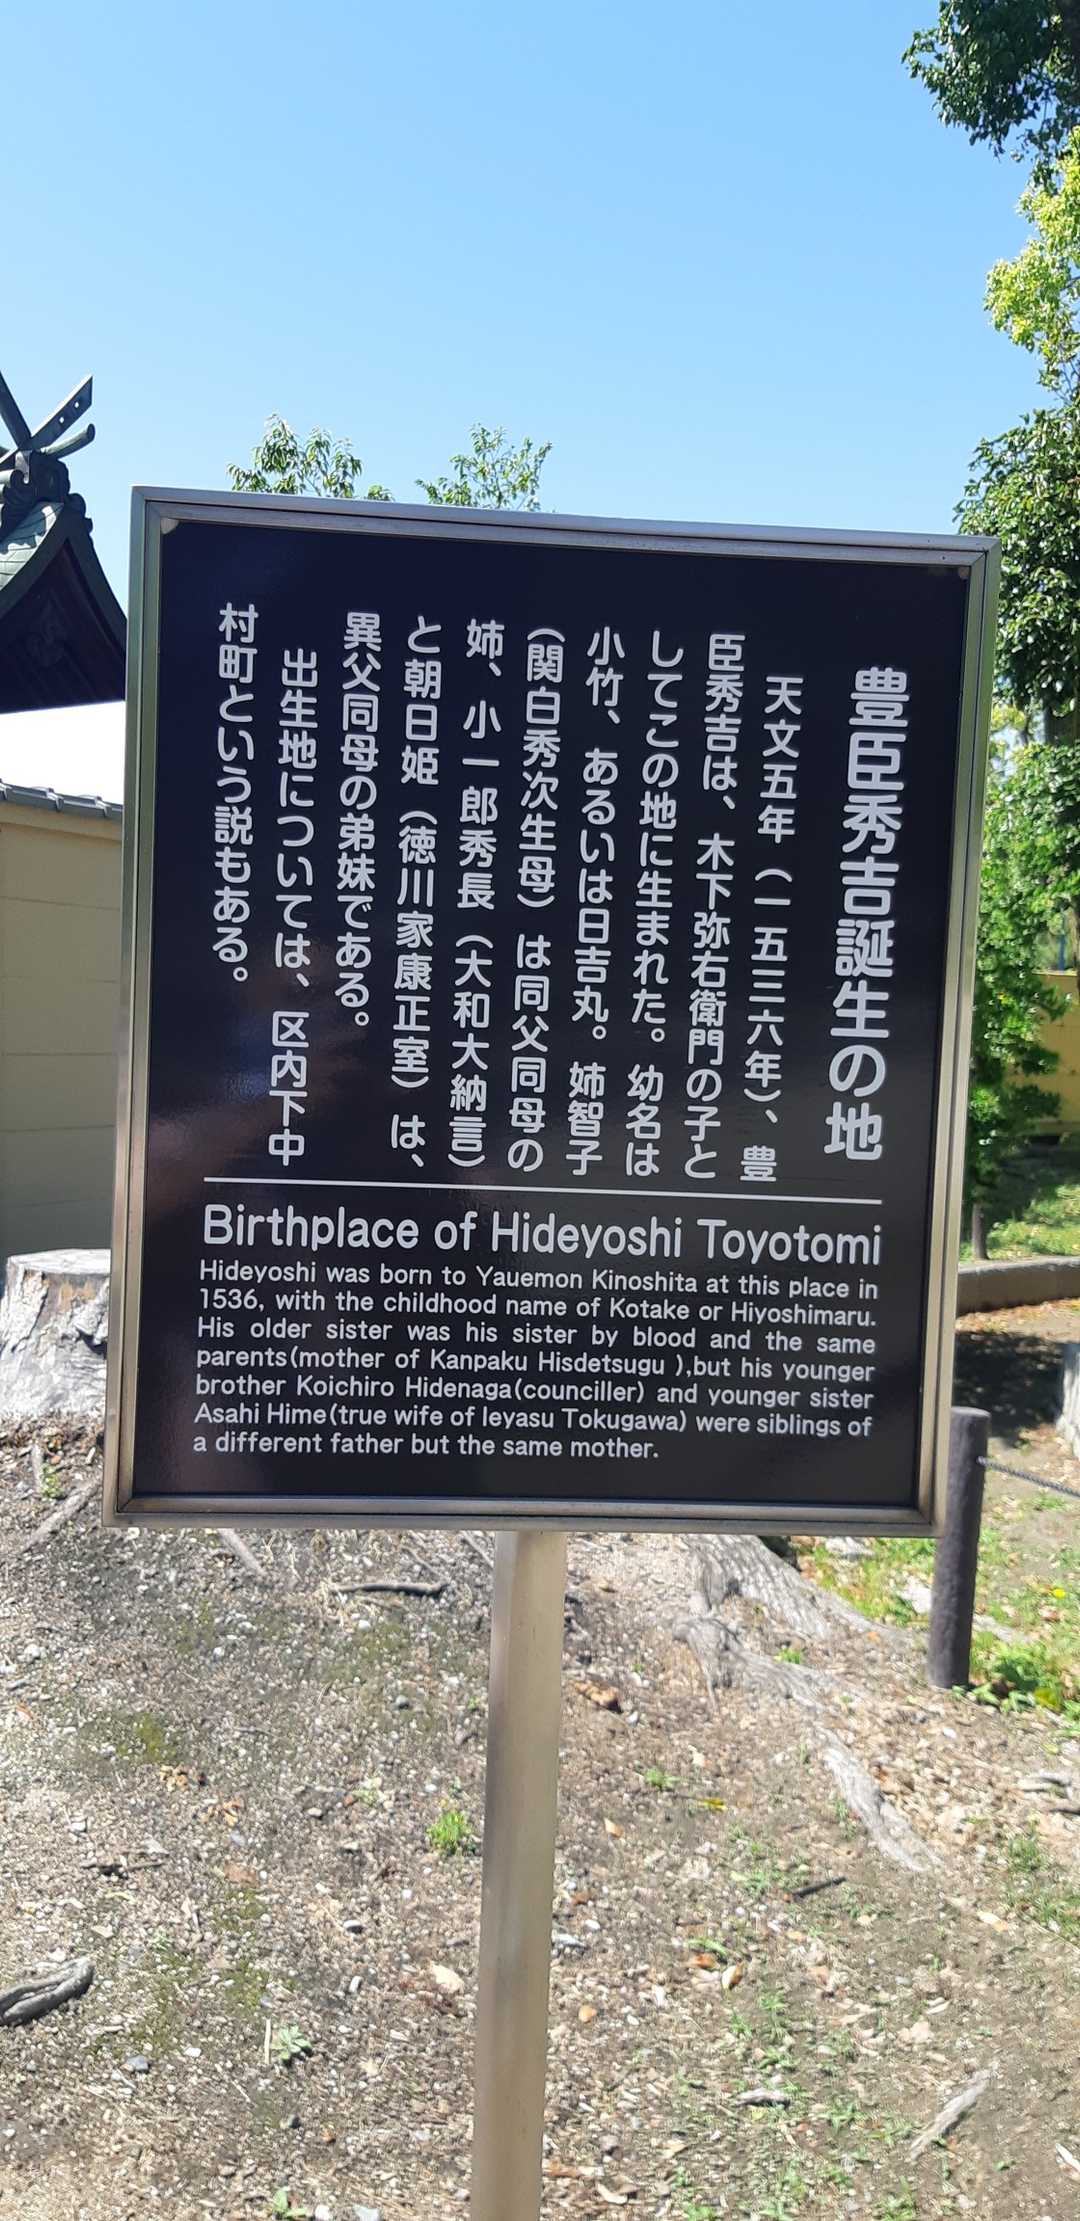 豊臣秀吉誕生の地
天文五年（一五三六年）、豊
臣秀吉は、木下弥右衛門の子と
してこの地に生まれた。幼名は
小竹、あるいは日吉丸。姉智子
（関白秀次生母）は同父同母の
姉、小一郎秀長（大和大納言）
と朝日姫（徳川家康正室）は、
異父同母の弟妹である。
出生地については、区内下中
村町という説もある。
Birthplace of Hideyoshi Toyotomi
Hideyoshi was born to Yauemon Kinoshita at this place in
1536, with the childhood name of Kotake or Hiyoshimaru.
His older sister was his sister by blood and the same
parents(mother of Kanpaku Hisdetsugu ),but his younger
brother Koichiro Hidenaga(counciller) and younger sister
Asahi Hime(true wife of Ieyasu Tokugawa) were siblings of
a different father but the same mother.